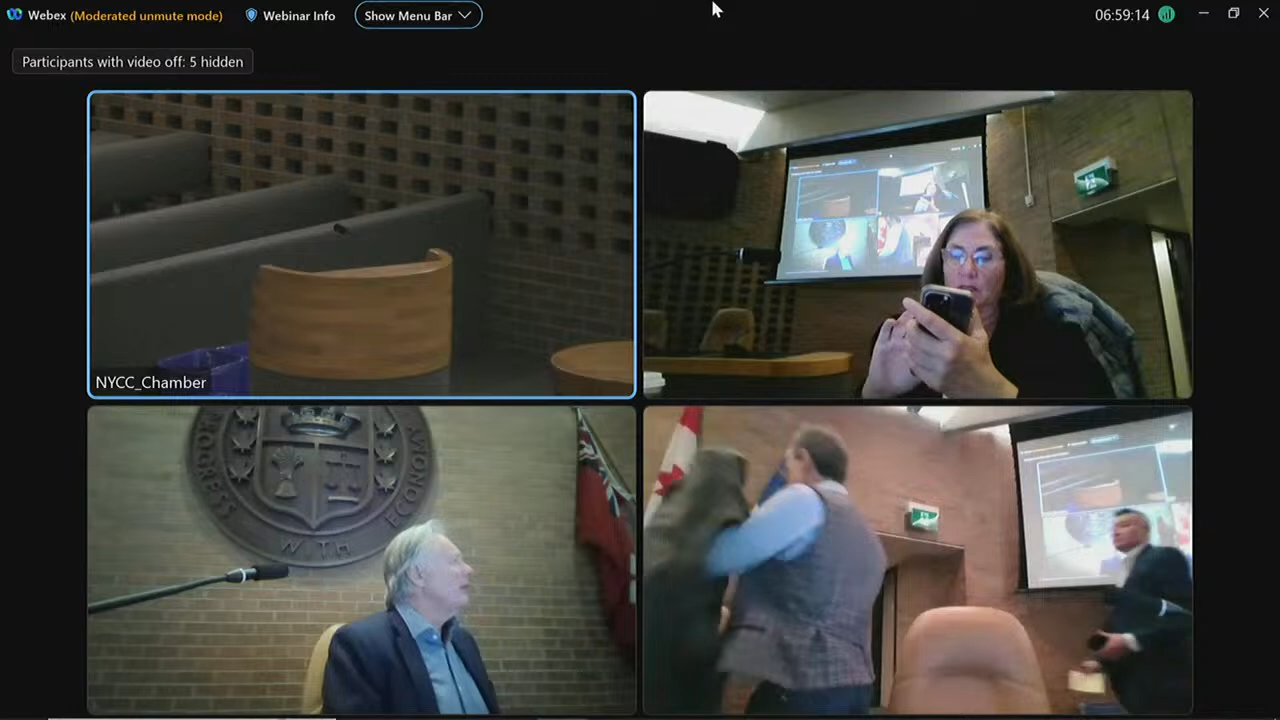 Webex (Moderated unmute mode) Webinar Info Show Menu Bar 06:59:14
Participants with video off: 5 hidden
NYCC_Chamber
PROGRESS
ECONOMY